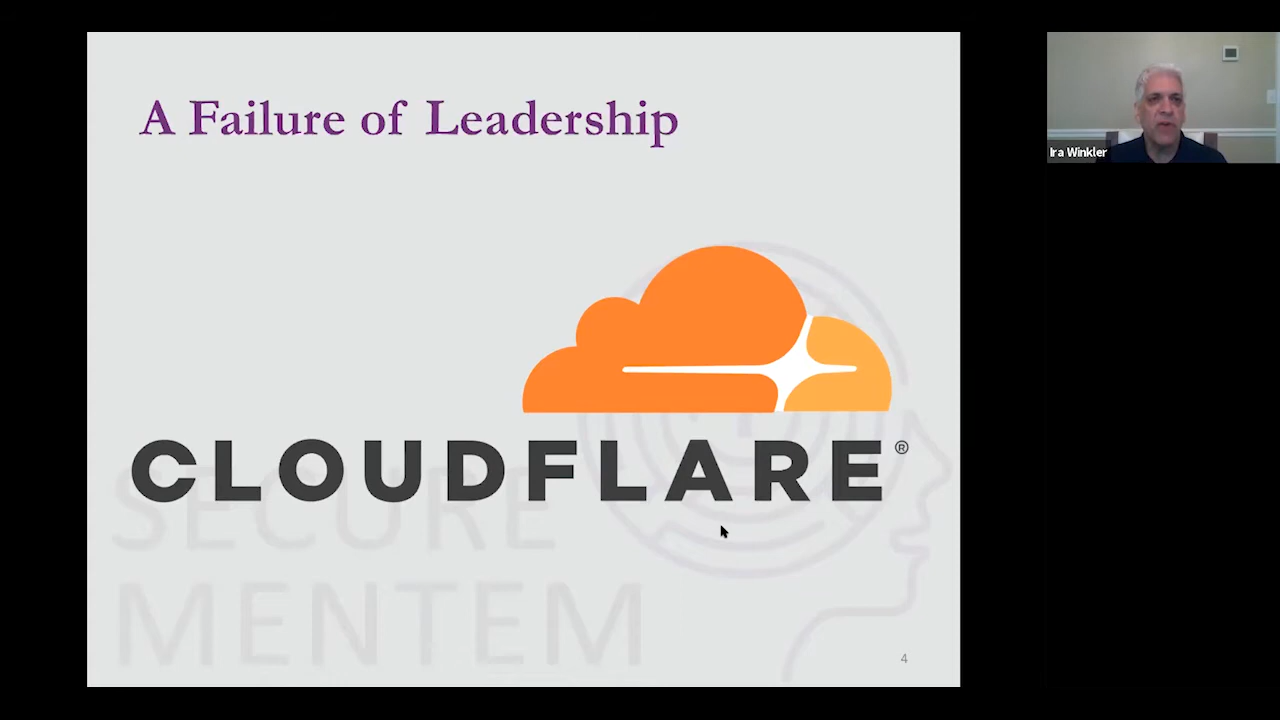 A Failure of Leadership
CLOUDFLARE®
SECURE
MENTEM
4
Ira Winkler